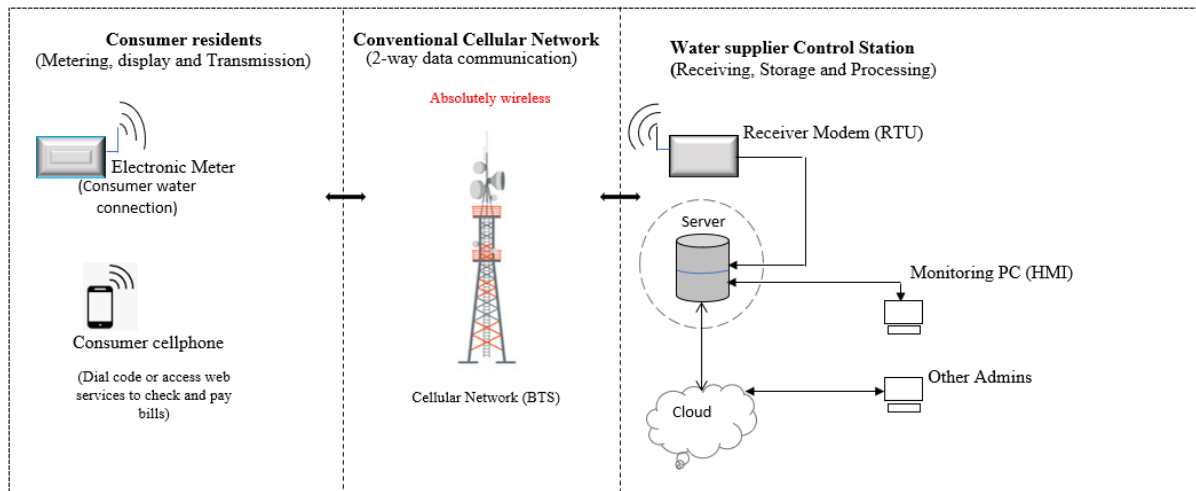 Consumer residents
(Metering, display and Transmission)
Electronic Meter
(Consumer water
connection)
Consumer cellphone
(Dial code or access web
services to check and pay
bills)
Conventional Cellular Network
(2-way data communication)
Absolutely wireless
Cellular Network (BTS)
Water supplier Control Station
(Receiving, Storage and Processing)
Receiver Modem (RTU)
Server
Monitoring PC (HMI)
Other Admins
Cloud